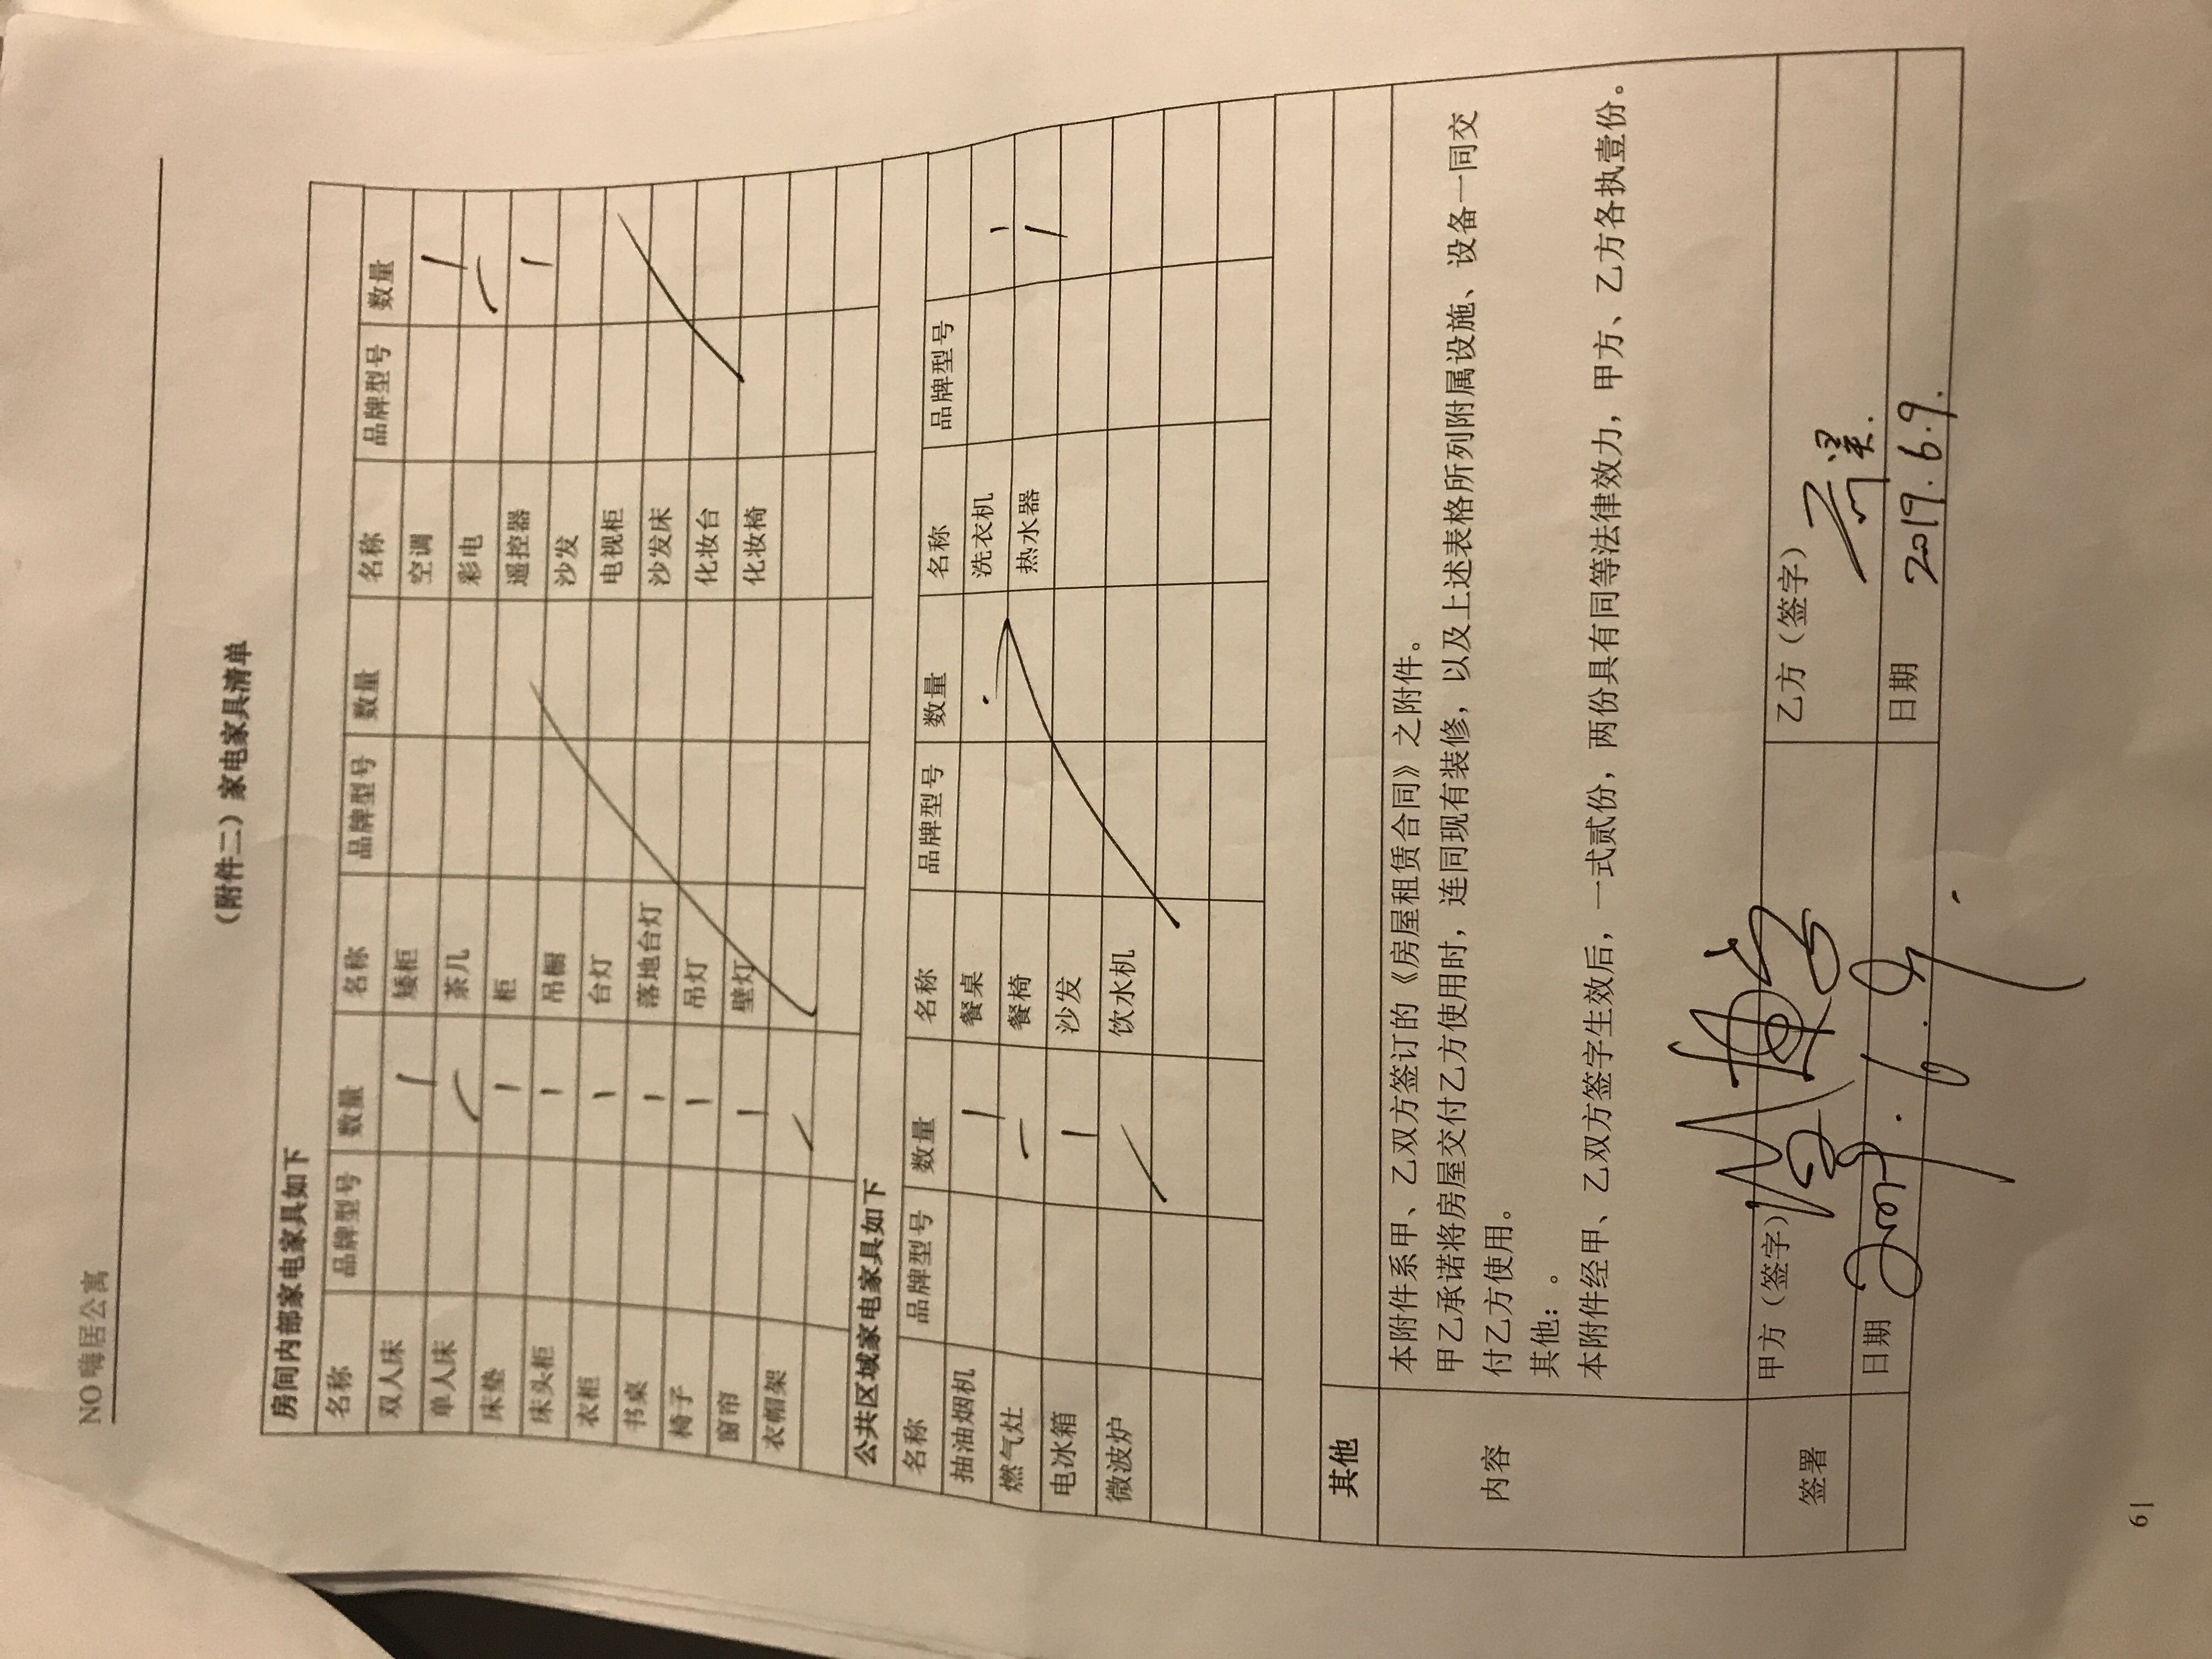 NO 嗨居公寓
（附件二）家电家具清单
房间内部家电家具如下
名称 品牌型号 数量 名称 品牌型号 数量 名称 品牌型号 数量
双人床 1 矮柜 空调 1
单人床 茶几 彩电
床垫 1 柜 遥控器 1
床头柜 1 吊橱 沙发
衣柜 1 台灯 电视柜
书桌 1 落地台灯 沙发床
椅子 1 吊灯 化妆台
窗帘 1 壁灯 化妆椅
衣帽架
公共区域家电家具如下
名称 品牌型号 数量 名称 品牌型号 数量 名称 品牌型号
抽油烟机 1 餐桌 洗衣机 1
燃气灶 餐椅 热水器 1
电冰箱 1 沙发
微波炉 饮水机
其他
内容
本附件系甲、乙双方签订的《房屋租赁合同》之附件。
甲乙承诺将房屋交付乙方使用时，连同现有装修，以及上述表格所列附属设施、设备一同交
付乙方使用。
其他：。
本附件经甲、乙双方签字生效后，一式贰份，两份具有同等法律效力，甲方、乙方各执壹份。
签署 甲方（签字） 乙方（签字）
日期 2019.6.9. 日期 2019.6.9.
6|